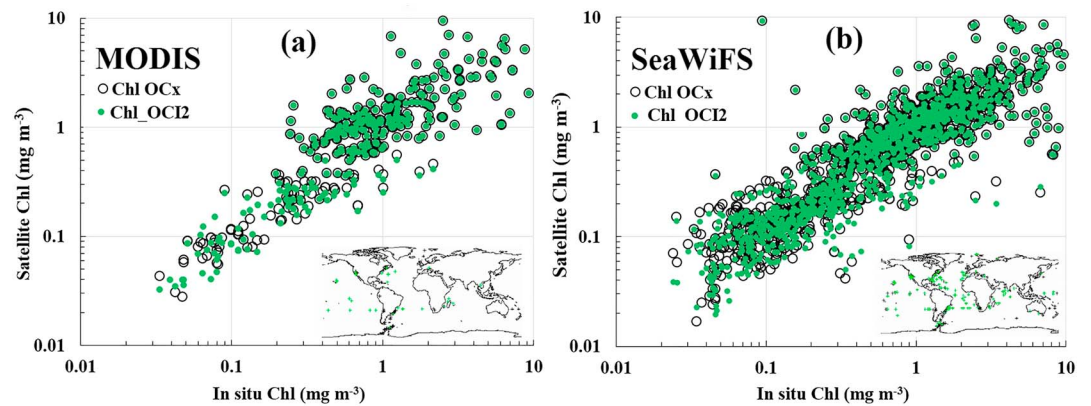 (a)
MODIS
Chl OCx
Chl_OCI2
Satellite Chl (mg m-3)
10
1
0.1
0.01
0.01
0.1
1
10
In situ Chl (mg m-3)
(b)
SeaWiFS
Chl OCx
Chl OCI2
Satellite Chl (mg m-3)
10
1
0.1
0.01
0.01
0.1
1
10
In situ Chl (mg m-3)